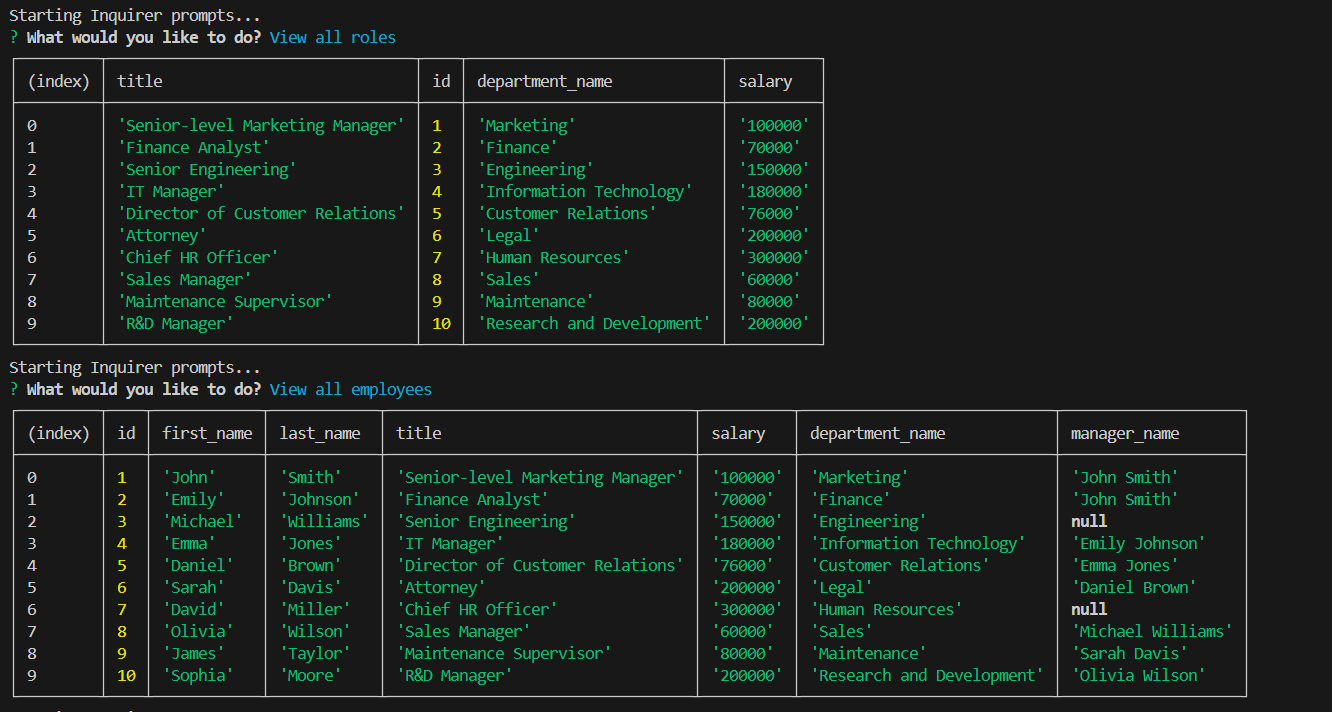 Starting Inquirer prompts...
? What would you like to do? View all roles
(index) title id department_name salary
0 'Senior-level Marketing Manager' 1 'Marketing' '100000'
1 'Finance Analyst' 2 'Finance' '70000'
2 'Senior Engineering' 3 'Engineering' '150000'
3 'IT Manager' 4 'Information Technology' '180000'
4 'Director of Customer Relations' 5 'Customer Relations' '76000'
5 'Attorney' 6 'Legal' '200000'
6 'Chief HR Officer' 7 'Human Resources' '300000'
7 'Sales Manager' 8 'Sales' '60000'
8 'Maintenance Supervisor' 9 'Maintenance' '80000'
9 'R&D Manager' 10 'Research and Development' '200000'
Starting Inquirer prompts...
? What would you like to do? View all employees
(index) id first_name last_name title salary department_name manager_name
0 1 'John' 'Smith' 'Senior-level Marketing Manager' '100000' 'Marketing' 'John Smith'
1 2 'Emily' 'Johnson' 'Finance Analyst' '70000' 'Finance' 'John Smith'
2 3 'Michael' 'Williams' 'Senior Engineering' '150000' 'Engineering' null
3 4 'Emma' 'Jones' 'IT Manager' '180000' 'Information Technology' 'Emily Johnson'
4 5 'Daniel' 'Brown' 'Director of Customer Relations' '76000' 'Customer Relations' 'Emma Jones'
5 6 'Sarah' 'Davis' 'Attorney' '200000' 'Legal' 'Daniel Brown'
6 7 'David' 'Miller' 'Chief HR Officer' '300000' 'Human Resources' null
7 8 'Olivia' 'Wilson' 'Sales Manager' '60000' 'Sales' 'Michael Williams'
8 9 'James' 'Taylor' 'Maintenance Supervisor' '80000' 'Maintenance' 'Sarah Davis'
9 10 'Sophia' 'Moore' 'R&D Manager' '200000' 'Research and Development' 'Olivia Wilson'